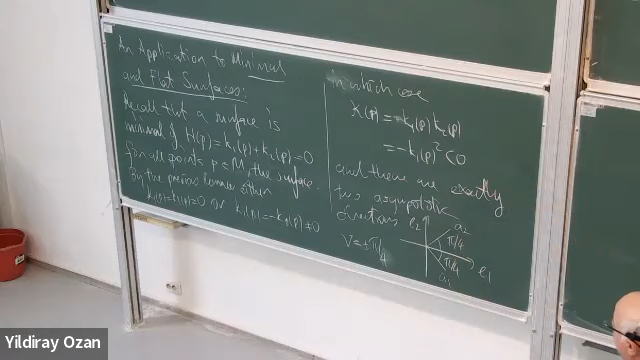 An Application to Minimal
and Flat Surfaces:
Recall that a surface is
minimal if H(p) = k₁(p)+k₂(p)=0
for all points p ∈ M, the surface.
By the previous lemma either
k₁(p)=k₂(p)=0 or k₁(p)=-k₂(p)≠0
in which case
K(p) = k₁(p)k₂(p)
= -k₁(p)²<0
and there are exactly
two asymptotic
directions
V=±π/4
e₂
a₂
π/4
π/4
e₁
a₁
Yildiray Ozan